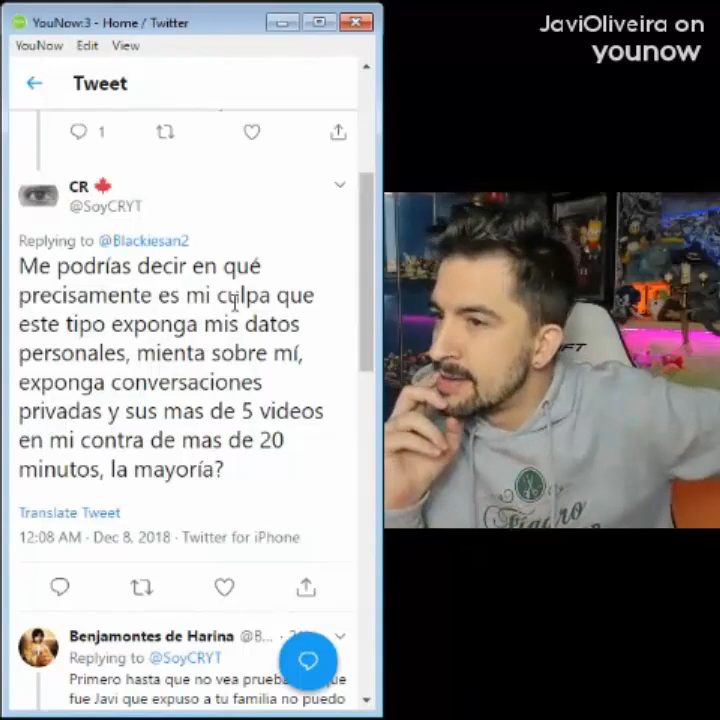 YouNow:3 - Home / Twitter
YouNow Edit View
JaviOliveira on
younow
Tweet
1
CR
@SoyCRYT
Replying to @Blackiesan2
Me podrías decir en qué
precisamente es mi culpa que
este tipo exponga mis datos
personales, mienta sobre mí,
exponga conversaciones
privadas y sus mas de 5 videos
en mi contra de mas de 20
minutos, la mayoría?
Translate Tweet
12:08 AM · Dec 8, 2018 · Twitter for iPhone
Benjamontes de Harina @B...
Replying to @SoyCRYT
Primero hasta que no vea
fue Javi que expuso a tu familia no puedo